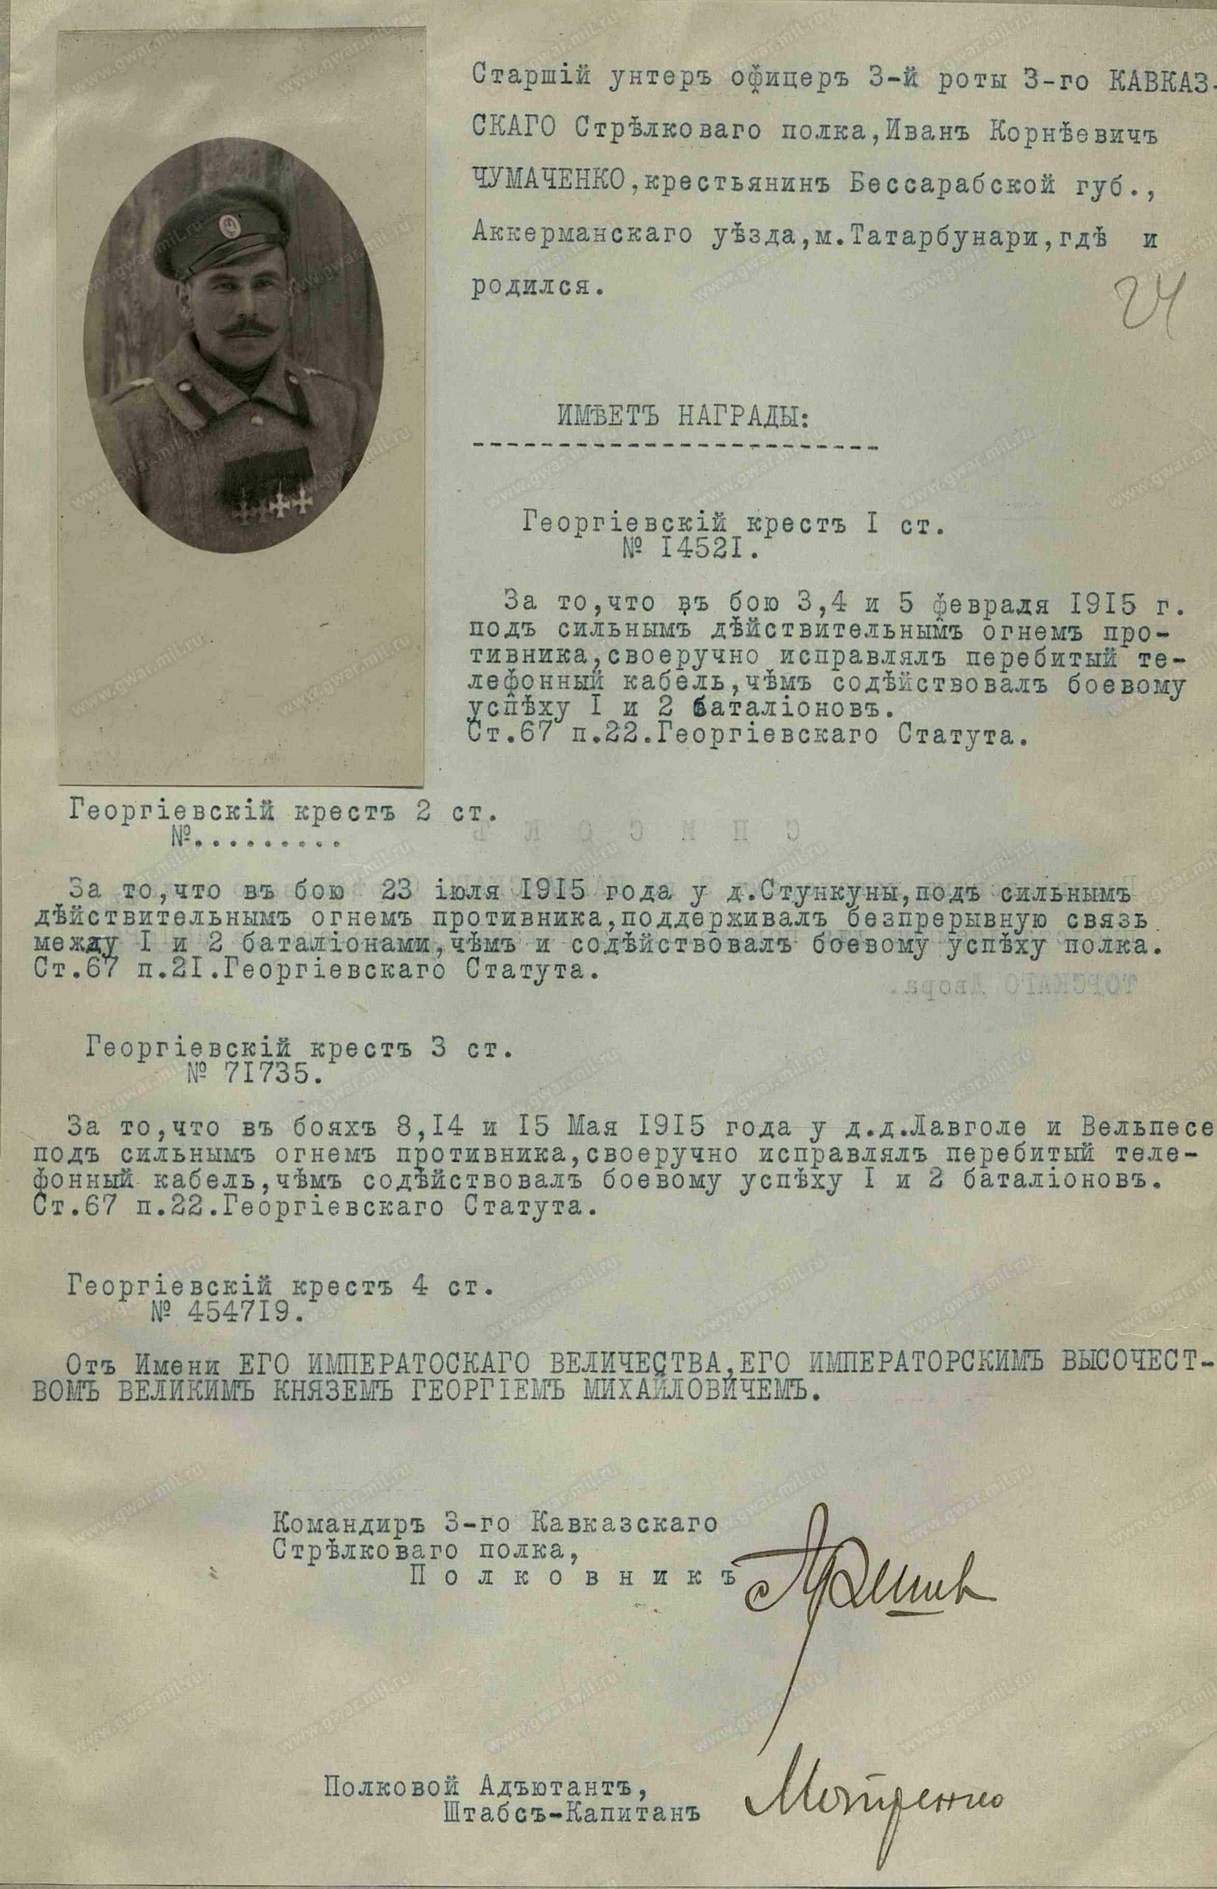 Старшій унтеръ офицеръ 3-й роты 3-го КАВКАЗ-
СКАГО Стрѣлковаго полка,Иванъ Корнѣевичъ
ЧУМАЧЕНКО,крестьянинъ Бессарабской губ.,
Аккерманскаго уѣзда,м.Татарбунари,гдѣ и
родился.
24
ИМѢЕТЪ НАГРАДЫ:
Георгіевскій крестъ I ст.
№ I452I.
За то,что въ бою 3,4 и 5 февраля I9I5 г.
подъ сильнымъ дѣйствительнымъ огнемъ про-
тивника,своеручно исправлялъ перебитый те-
лефонный кабель,чѣмъ содѣйствовалъ боевому
успѣху I и 2 баталіоновъ.
Ст.67 п.22.Георгіевскаго Статута.
Георгіевскій крестъ 2 ст.
№.........
За то,что въ бою 23 іюля I9I5 года у д.Стункуны,подъ сильнымъ
дѣйствительнымъ огнемъ противника,поддерживалъ безпрерывную связь
между I и 2 баталіонами,чѣмъ и содѣйствовалъ боевому успѣху полка.
Ст.67 п.2I.Георгіевскаго Статута.
Георгіевскій крестъ 3 ст.
№ 7I735.
За то,что въ бояхъ 8,I4 и I5 Мая I9I5 года у д.д.Лавголе и Вельпесе
подъ сильнымъ огнемъ противника,своеручно исправлялъ перебитый теле-
фонный кабель,чѣмъ содѣйствовалъ боевому успѣху I и 2 баталіоновъ.
Ст.67 п.22.Георгіевскаго Статута.
Георгіевскій крестъ 4 ст.
№ 4547I9.
Отъ Имени ЕГО ИМПЕРАТОСКАГО ВЕЛИЧЕСТВА,ЕГО ИМПЕРАТОРСКИМЪ ВЫСОЧЕСТ-
ВОМЪ ВЕЛИКИМЪ КНЯЗЕМЪ ГЕОРГІЕМЪ МИХАЙЛОВИЧЕМЪ.
Командиръ 3-го Кавказскаго
Стрѣлковаго полка,
Полковникъ
Полковой Адъютантъ,
Штабсъ-Капитанъ
www.gwar.mil.ru